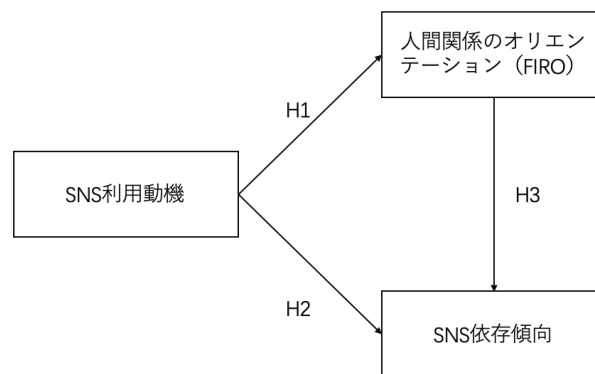 人間関係のオリエン
テーション（FIRO）
H1
SNS利用動機
H3
H2
SNS依存傾向